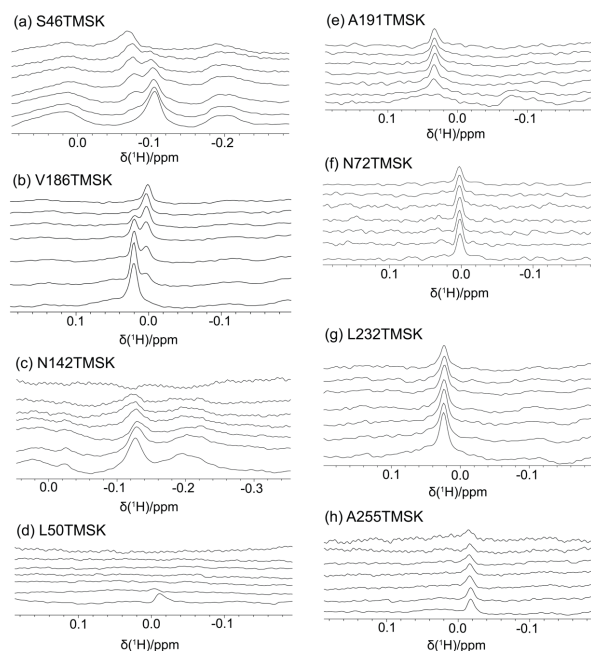 (a) S46TMSK
0.0 -0.1 -0.2
δ(¹H)/ppm
(b) V186TMSK
0.1 0.0 -0.1
δ(¹H)/ppm
(c) N142TMSK
0.0 -0.1 -0.2 -0.3
δ(¹H)/ppm
(d) L50TMSK
0.1 0.0 -0.1
δ(¹H)/ppm
(e) A191TMSK
0.1 0.0 -0.1
δ(¹H)/ppm
(f) N72TMSK
0.1 0.0 -0.1
δ(¹H)/ppm
(g) L232TMSK
0.1 0.0 -0.1
δ(¹H)/ppm
(h) A255TMSK
0.1 0.0 -0.1
δ(¹H)/ppm